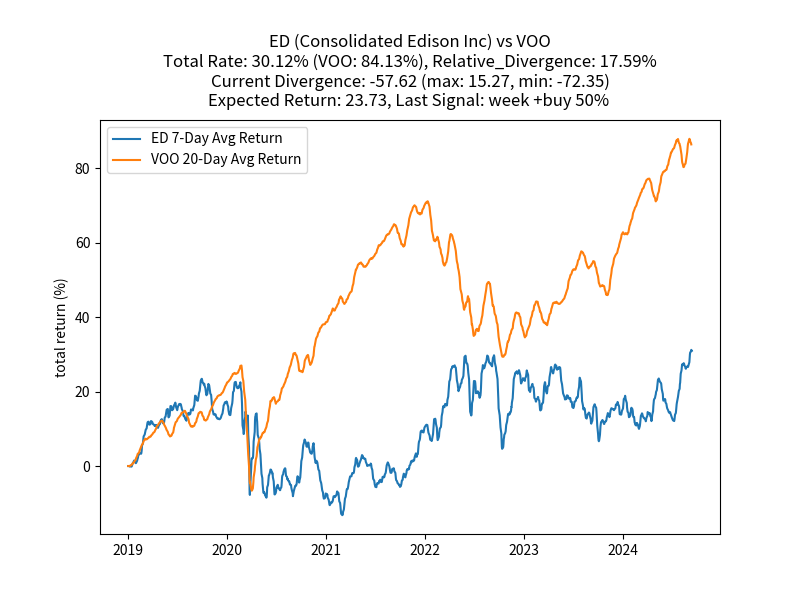 ED (Consolidated Edison Inc) vs VOO
Total Rate: 30.12% (VOO: 84.13%), Relative_Divergence: 17.59%
Current Divergence: -57.62 (max: 15.27, min: -72.35)
Expected Return: 23.73, Last Signal: week +buy 50%
ED 7-Day Avg Return
VOO 20-Day Avg Return
total return (%)
80
60
40
20
0
2019 2020 2021 2022 2023 2024